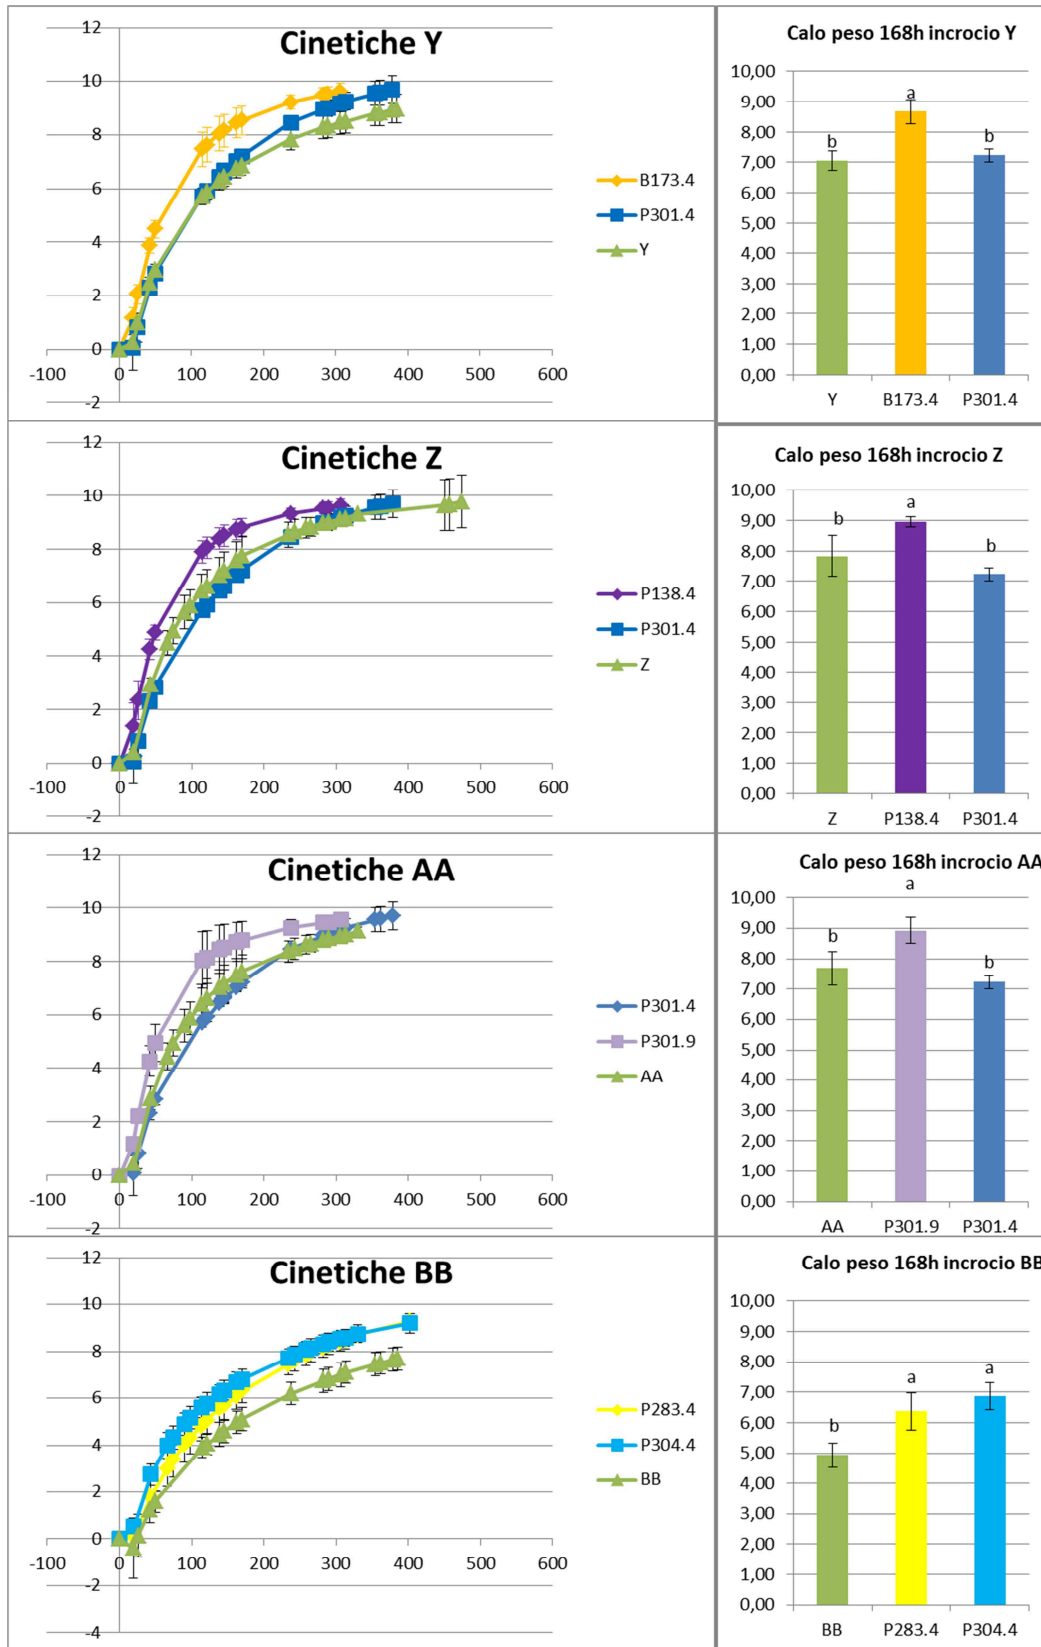 Cinetiche Y
12
10
8
6
4
2
0
-2
-100
0
100
200
300
400
500
600
B173.4
P301.4
Y
Calo peso 168h incrocio Y
10,00
9,00
8,00
7,00
6,00
5,00
4,00
3,00
2,00
1,00
0,00
b
a
b
Y
B173.4
P301.4
Cinetiche Z
12
10
8
6
4
2
0
-2
-100
0
100
200
300
400
500
600
P138.4
P301.4
Z
Calo peso 168h incrocio Z
10,00
9,00
8,00
7,00
6,00
5,00
4,00
3,00
2,00
1,00
0,00
b
a
b
Z
P138.4
P301.4
Cinetiche AA
12
10
8
6
4
2
0
-2
-100
0
100
200
300
400
500
600
P301.4
P301.9
AA
Calo peso 168h incrocio AA
10,00
9,00
8,00
7,00
6,00
5,00
4,00
3,00
2,00
1,00
0,00
b
a
b
AA
P301.9
P301.4
Cinetiche BB
12
10
8
6
4
2
0
-2
-4
-100
0
100
200
300
400
500
600
P283.4
P304.4
BB
Calo peso 168h incrocio BB
10,00
9,00
8,00
7,00
6,00
5,00
4,00
3,00
2,00
1,00
0,00
b
a
a
BB
P283.4
P304.4